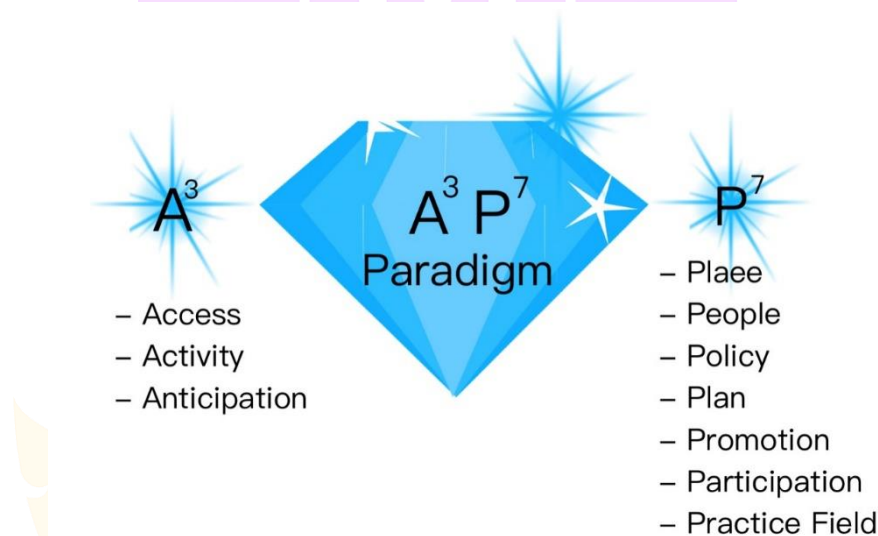 A³
– Access
– Activity
– Anticipation
A³ P⁷
Paradigm
P⁷
– Plaee
– People
– Policy
– Plan
– Promotion
– Participation
– Practice Field